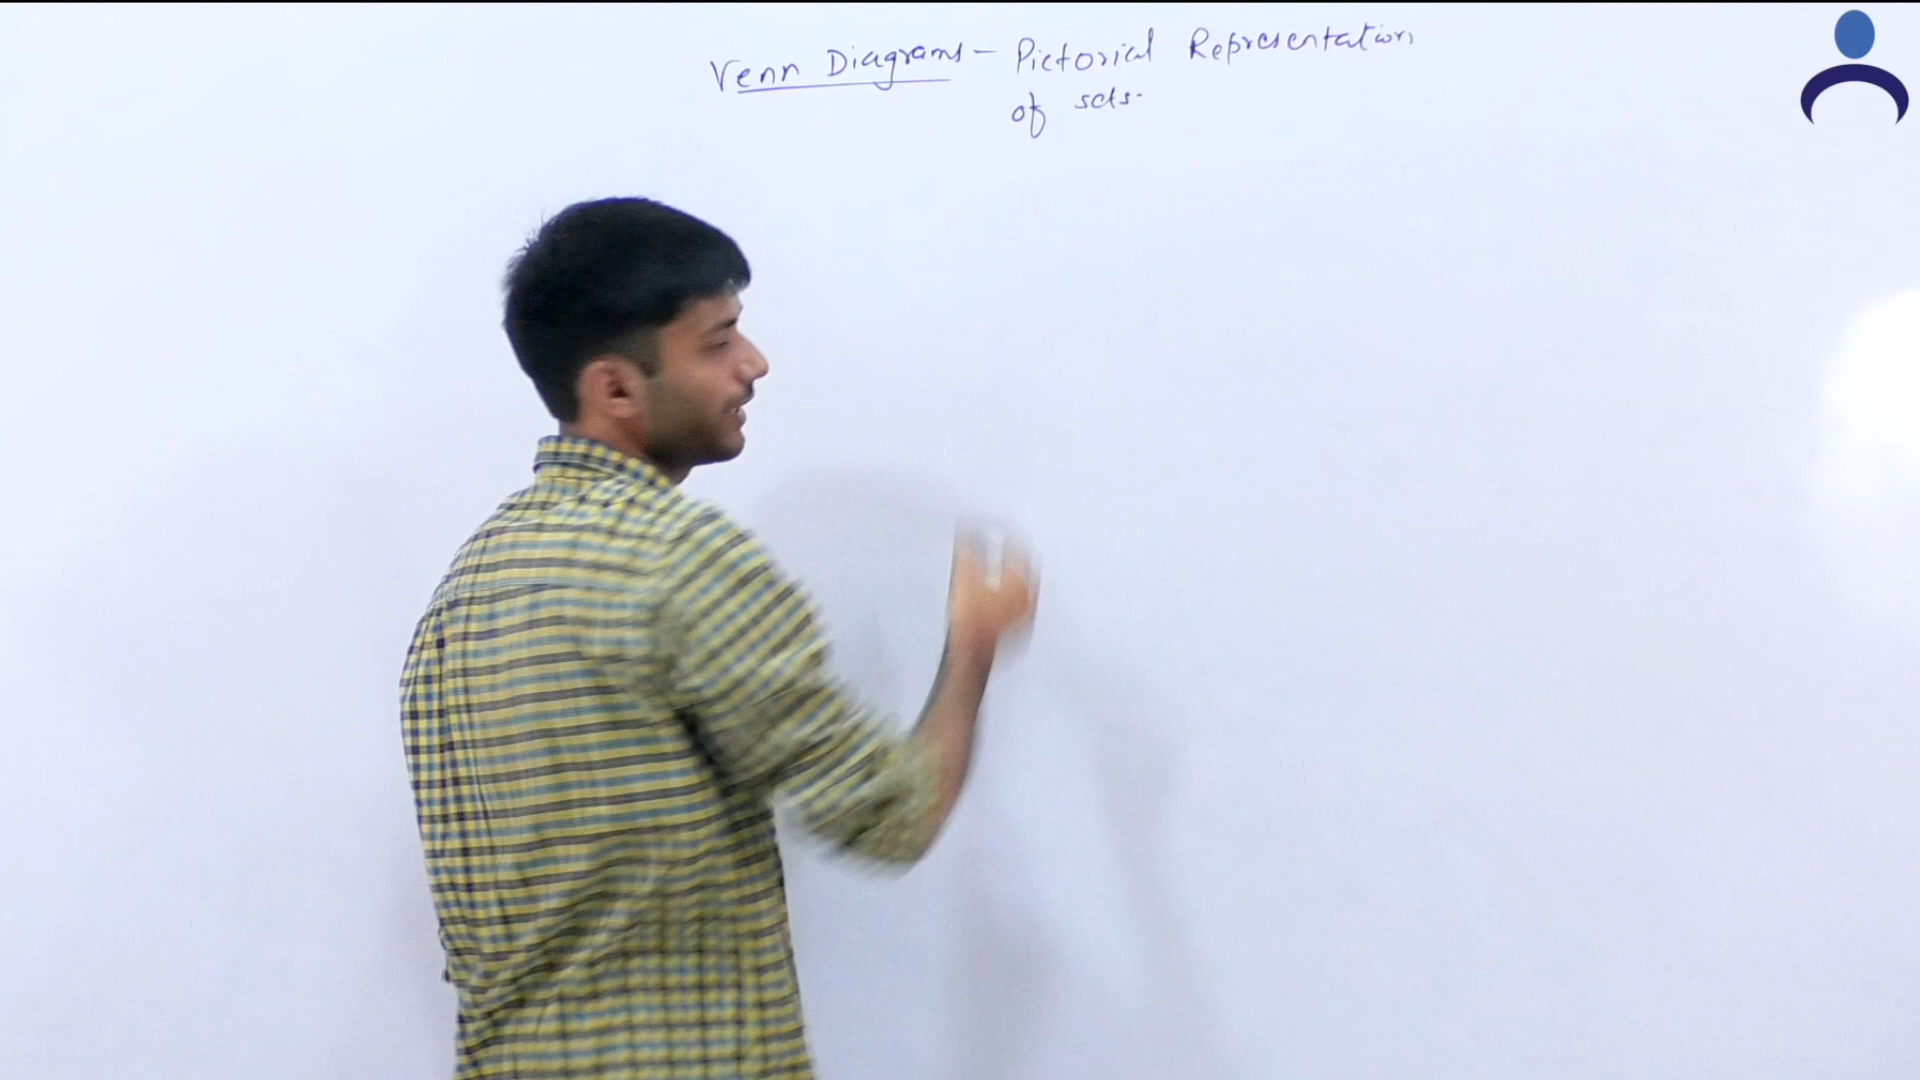 Venn Diagrams - Pictorial Representation
of sets.